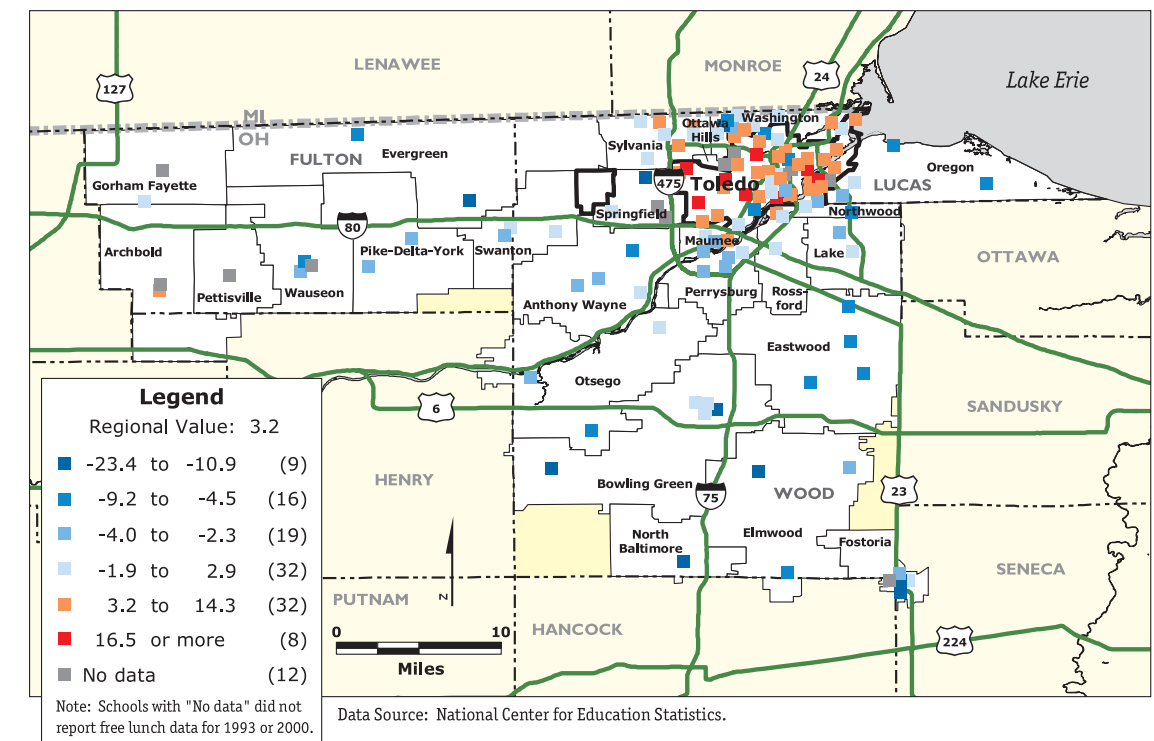 LENAWEE
MONROE
127
24
Lake Erie
MI
OH
FULTON
Evergreen
Ottawa
Hills
Washington
Sylvania
Gorham Fayette
475
Toledo
Oregon
LUCAS
Springfield
Northwood
80
Archbold
Pike-Delta-York
Swanton
Maumee
Lake
OTTAWA
Pettisville
Wauseon
Anthony Wayne
Perrysburg
Ross-
ford
Eastwood
Otsego
6
SANDUSKY
HENRY
Bowling Green
75
WOOD
23
North
Baltimore
Elmwood
Fostoria
SENECA
PUTNAM
HANCOCK
224
N
0 10
Miles
Legend
Regional Value: 3.2
-23.4 to -10.9 (9)
-9.2 to -4.5 (16)
-4.0 to -2.3 (19)
-1.9 to 2.9 (32)
3.2 to 14.3 (32)
16.5 or more (8)
No data (12)
Note: Schools with "No data" did not
report free lunch data for 1993 or 2000.
Data Source: National Center for Education Statistics.